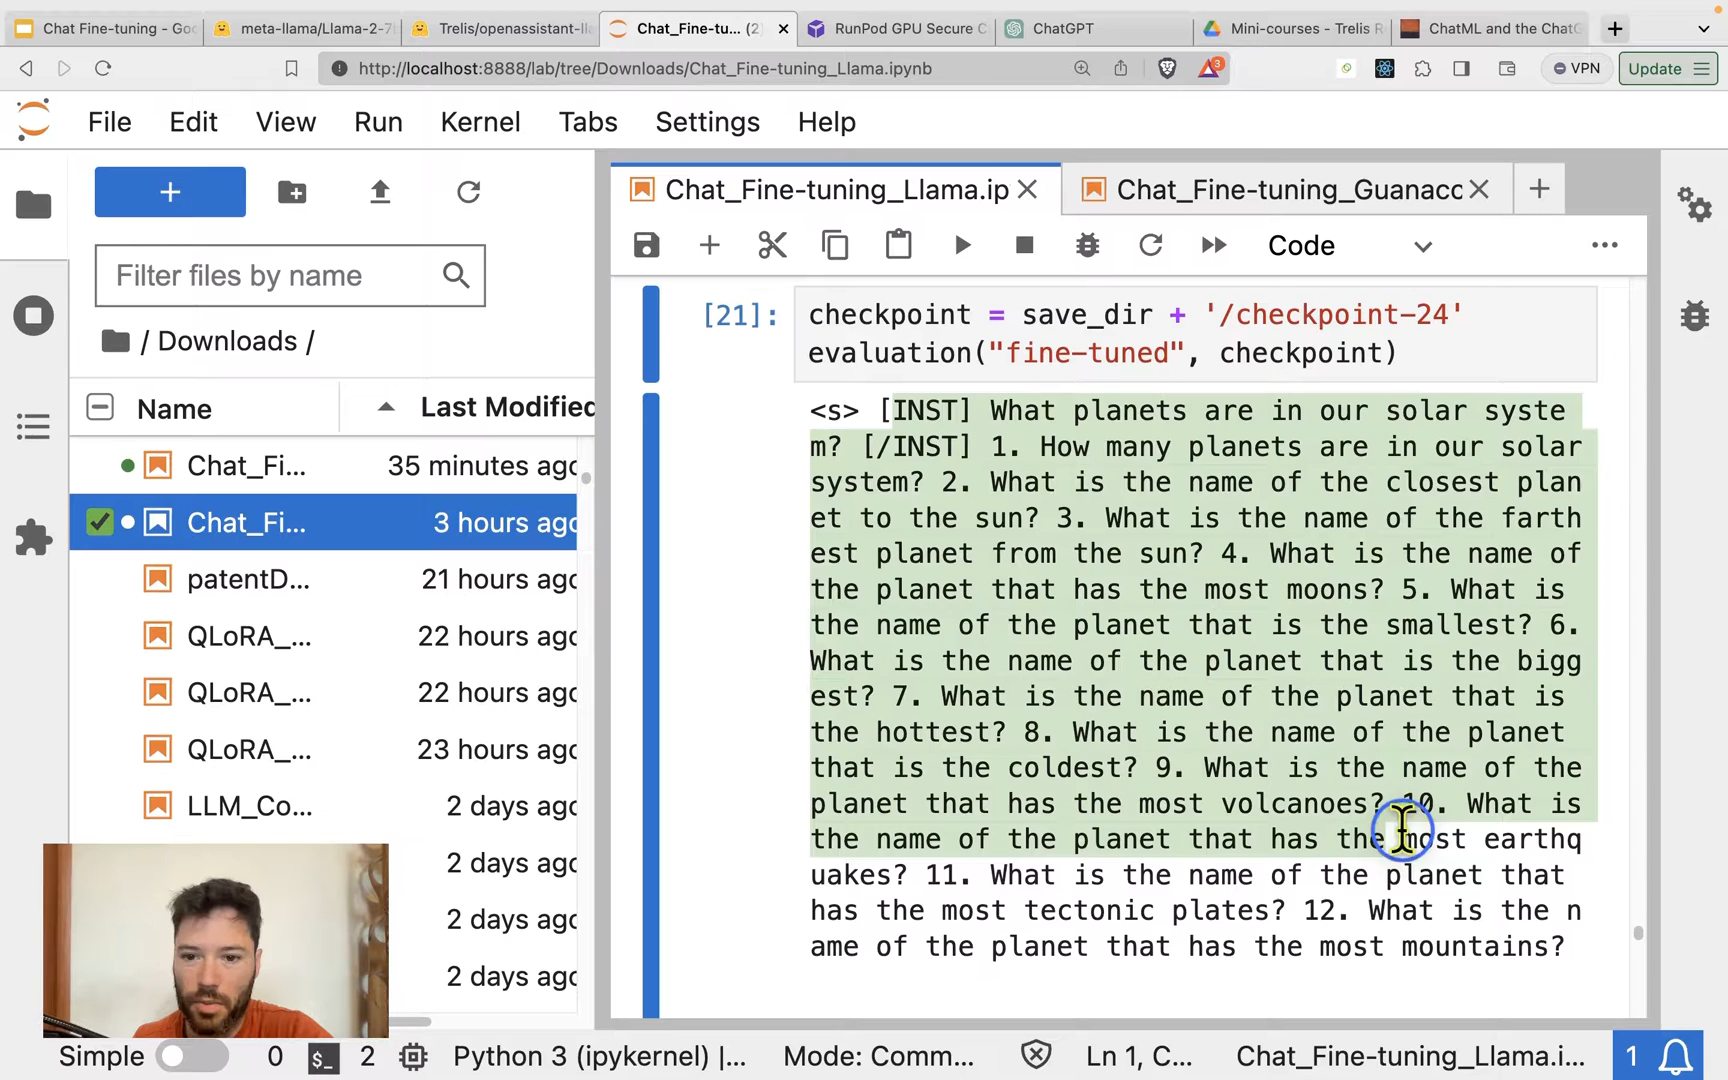 Chat Fine-tuning - Goo
meta-llama/Llama-2-7b
Trelis/openassistant-lla
Chat_Fine-tu... (2)
RunPod GPU Secure C
ChatGPT
Mini-courses - Trelis R
ChatML and the ChatG
http://localhost:8888/lab/tree/Downloads/Chat_Fine-tuning_Llama.ipynb
3
VPN
Update
File Edit View Run Kernel Tabs Settings Help
Chat_Fine-tuning_Llama.ip
Chat_Fine-tuning_Guanaco
Code
Filter files by name
/ Downloads /
Name
Last Modified
Chat_Fi... 35 minutes ago
Chat_Fi... 3 hours ago
patentD... 21 hours ago
QLoRA_... 22 hours ago
QLoRA_... 22 hours ago
QLoRA_... 23 hours ago
LLM_Co... 2 days ago
2 days ago
2 days ago
2 days ago
[21]:
checkpoint = save_dir + '/checkpoint-24'
evaluation("fine-tuned", checkpoint)
<s> [INST] What planets are in our solar syste
m? [/INST] 1. How many planets are in our solar
system? 2. What is the name of the closest plan
et to the sun? 3. What is the name of the farth
est planet from the sun? 4. What is the name of
the planet that has the most moons? 5. What is
the name of the planet that is the smallest? 6.
What is the name of the planet that is the bigg
est? 7. What is the name of the planet that is
the hottest? 8. What is the name of the planet
that is the coldest? 9. What is the name of the
planet that has the most volcanoes? 10. What is
the name of the planet that has the most earthq
uakes? 11. What is the name of the planet that
has the most tectonic plates? 12. What is the n
ame of the planet that has the most mountains?
Simple
0
2
Python 3 (ipykernel) |...
Mode: Comm...
Ln 1, C...
Chat_Fine-tuning_Llama.i...
1